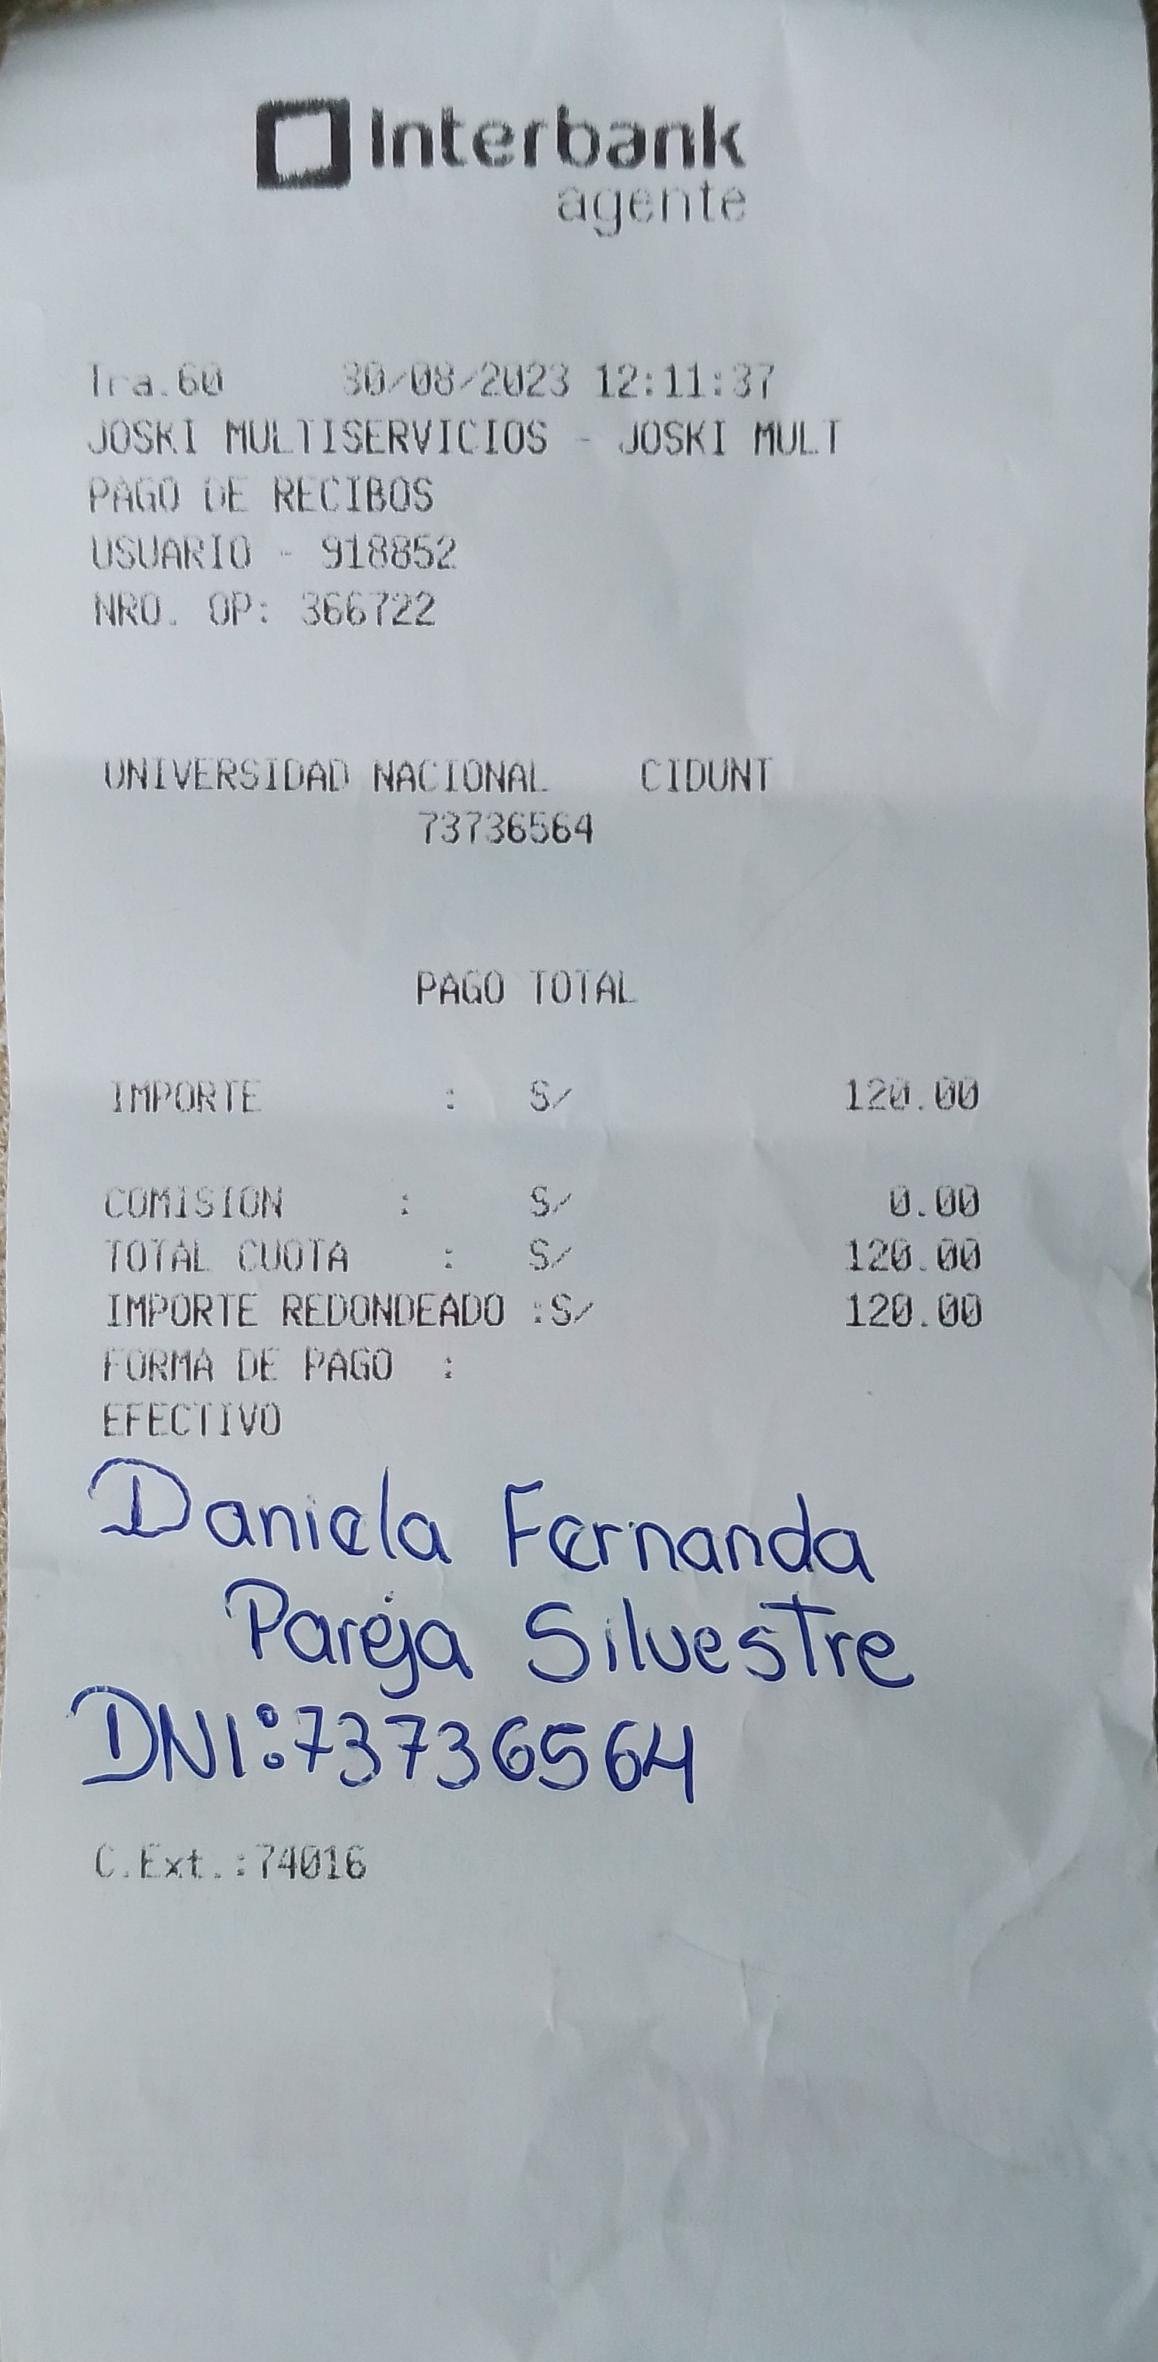 Interbank
agente
Tra.60 30/08/2023 12:11:37
JOSKI MULTISERVICIOS - JOSKI MULT
PAGO DE RECIBOS
USUARIO - 918852
NRO. OP: 366722
UNIVERSIDAD NACIONAL CIDUNT
73736564
PAGO TOTAL
IMPORTE : S/ 120.00
COMISION : S/ 0.00
TOTAL CUOTA : S/ 120.00
IMPORTE REDONDEADO :S/ 120.00
FORMA DE PAGO :
EFECTIVO
Daniela Fernanda
Pareja Silvestre
DNI:73736564
C.Ext.:74016